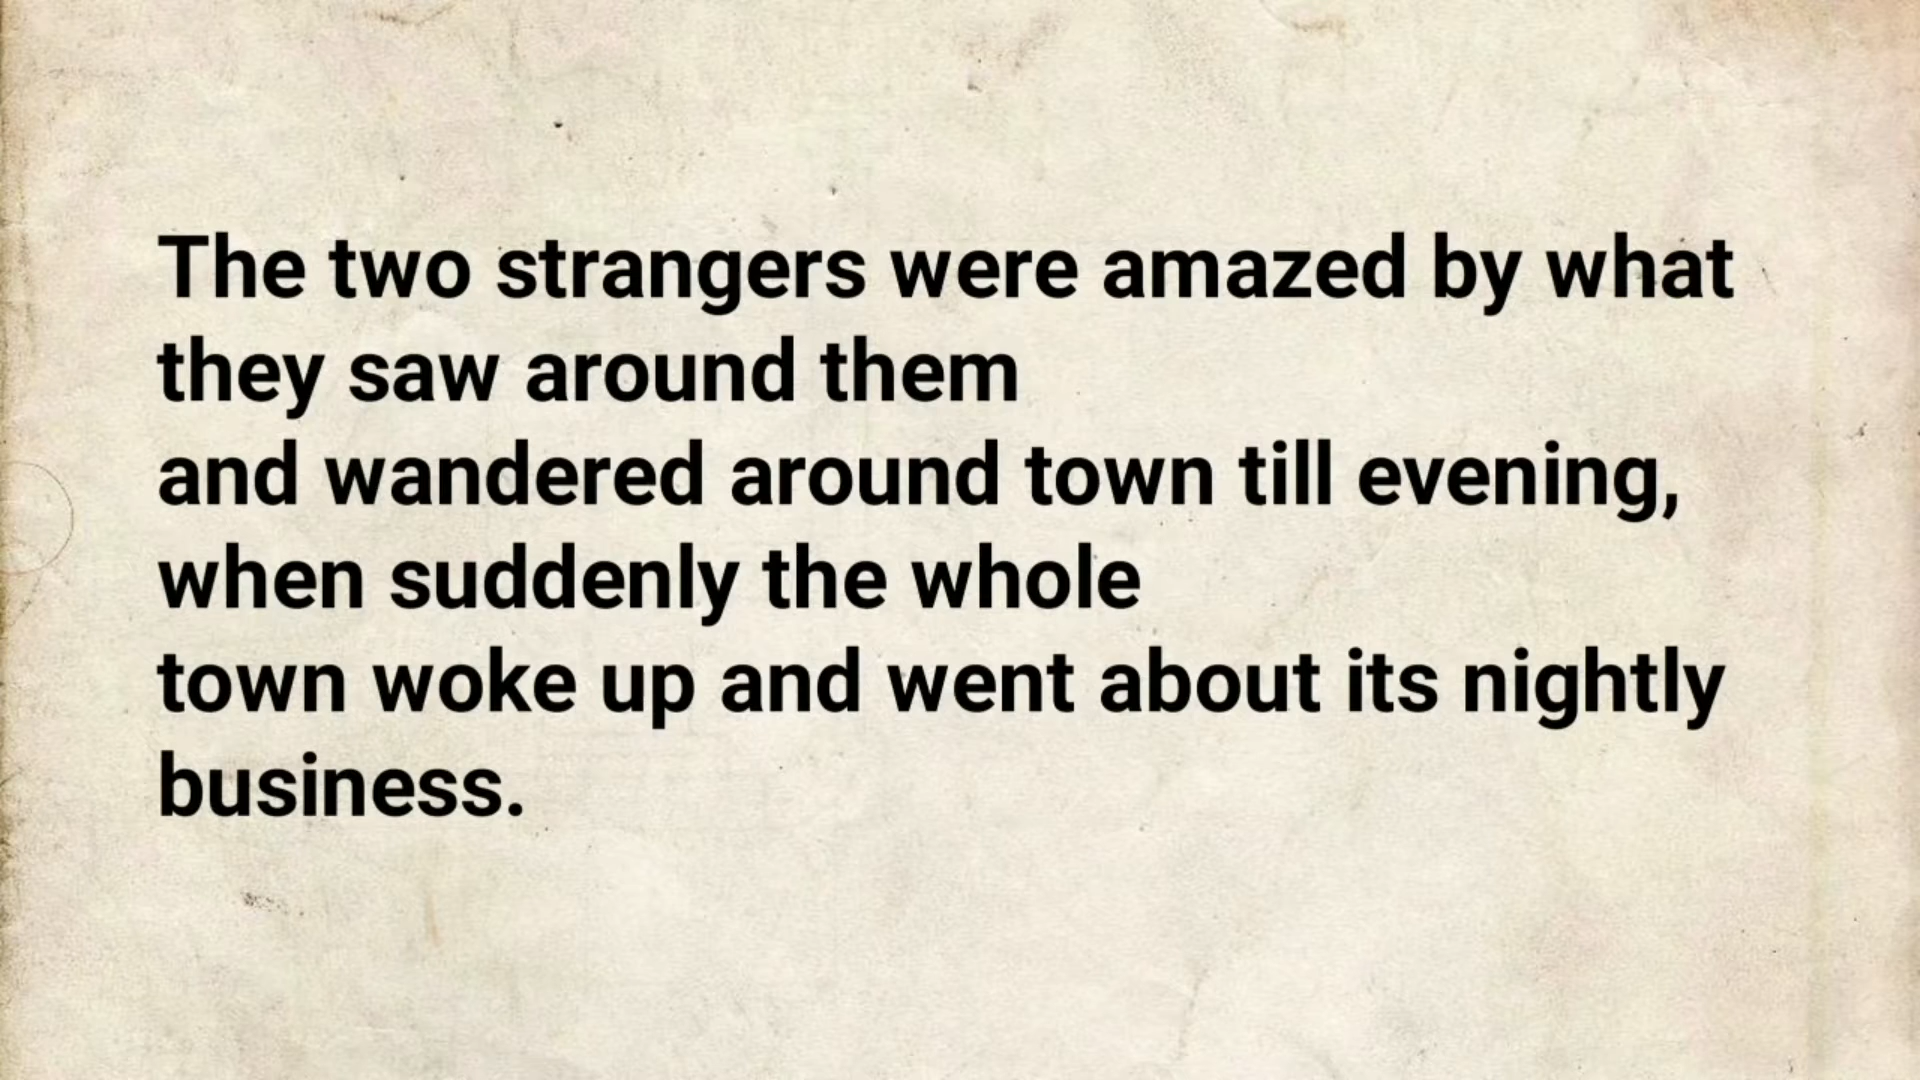 The two strangers were amazed by what
they saw around them
and wandered around town till evening,
when suddenly the whole
town woke up and went about its nightly
business.